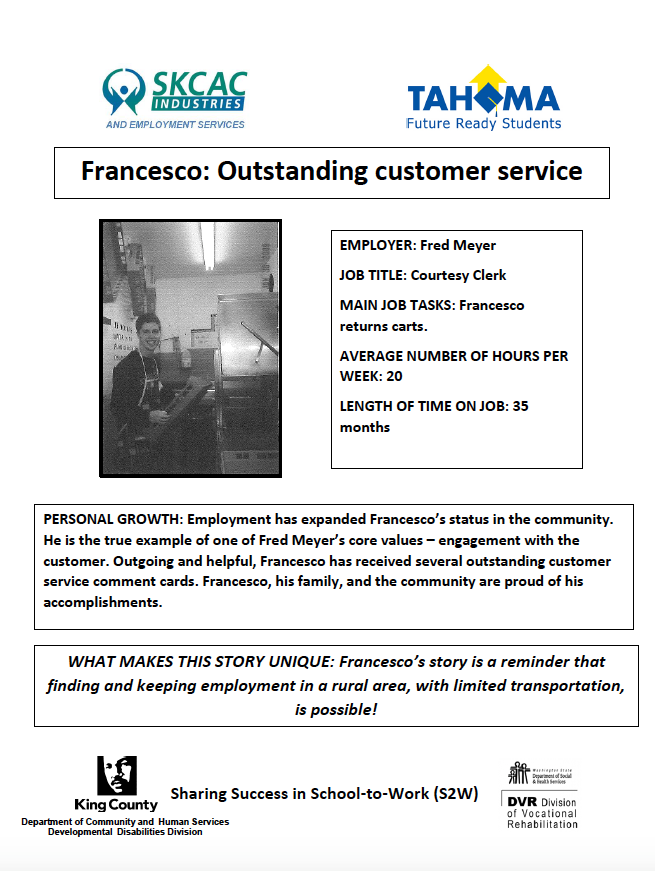 SKCAC
INDUSTRIES
AND EMPLOYMENT SERVICES
TAHOMA
Future Ready Students
Francesco: Outstanding customer service
EMPLOYER: Fred Meyer
JOB TITLE: Courtesy Clerk
MAIN JOB TASKS: Francesco
returns carts.
AVERAGE NUMBER OF HOURS PER
WEEK: 20
LENGTH OF TIME ON JOB: 35
months
PERSONAL GROWTH: Employment has expanded Francesco’s status in the community.
He is the true example of one of Fred Meyer’s core values – engagement with the
customer. Outgoing and helpful, Francesco has received several outstanding customer
service comment cards. Francesco, his family, and the community are proud of his
accomplishments.
WHAT MAKES THIS STORY UNIQUE: Francesco’s story is a reminder that
finding and keeping employment in a rural area, with limited transportation,
is possible!
King County
Department of Community and Human Services
Developmental Disabilities Division
Sharing Success in School-to-Work (S2W)
Washington State
Department of Social
& Health Services
DVR Division
of Vocational
Rehabilitation